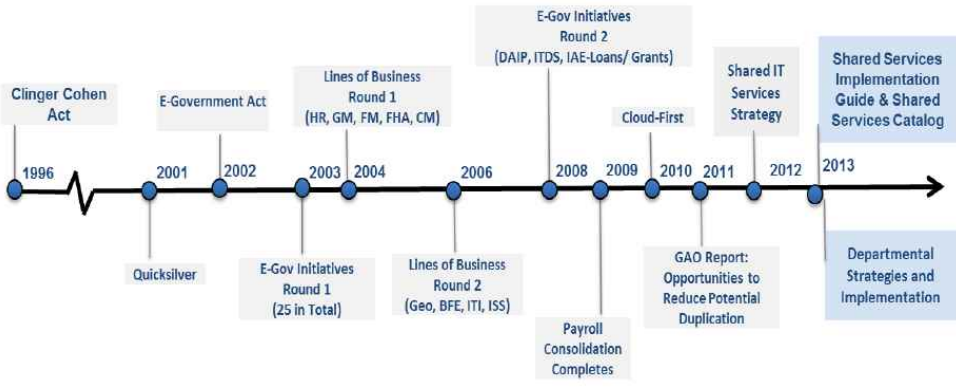 E-Gov Initiatives
Round 2
(DAIP, ITDS, IAE-Loans/ Grants)
Shared IT
Services
Strategy
Shared Services
Implementation
Guide & Shared
Services Catalog
Clinger Cohen
Act
E-Government Act
Lines of Business
Round 1
(HR, GM, FM, FHA, CM)
Cloud-First
1996
2001
2002
2003
2004
2006
2008
2009
2010
2011
2012
2013
Quicksilver
E-Gov Initiatives
Round 1
(25 in Total)
Lines of Business
Round 2
(Geo, BFE, ITI, ISS)
Payroll
Consolidation
Completes
GAO Report:
Opportunities to
Reduce Potential
Duplication
Departmental
Strategies and
Implementation